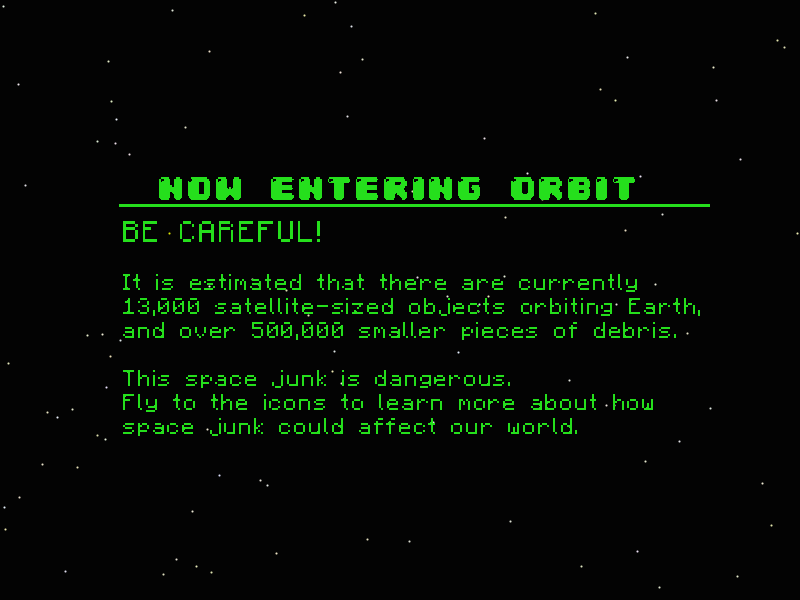 NOW ENTERING ORBIT
BE CAREFUL!
It is estimated that there are currently
13,000 satellite-sized objects orbiting Earth,
and over 500,000 smaller pieces of debris.
This space junk is dangerous.
Fly to the icons to learn more about how
space junk could affect our world.